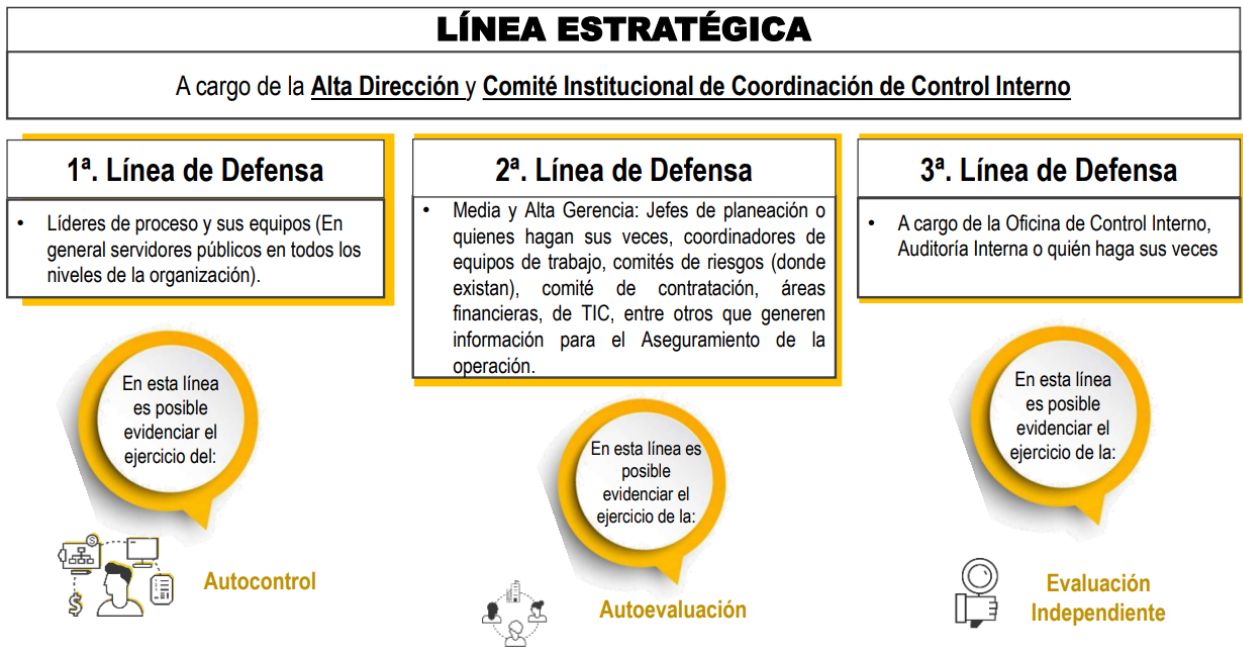 LÍNEA ESTRATÉGICA
A cargo de la Alta Dirección y Comité Institucional de Coordinación de Control Interno
1ª. Línea de Defensa
• Líderes de proceso y sus equipos (En
general servidores públicos en todos los
niveles de la organización).
En esta línea
es posible
evidenciar el
ejercicio del:
$
Autocontrol
2ª. Línea de Defensa
• Media y Alta Gerencia: Jefes de planeación o
quienes hagan sus veces, coordinadores de
equipos de trabajo, comités de riesgos (donde
existan), comité de contratación, áreas
financieras, de TIC, entre otros que generen
información para el Aseguramiento de la
operación.
En esta línea es
posible
evidenciar el
ejercicio de la:
Autoevaluación
3ª. Línea de Defensa
• A cargo de la Oficina de Control Interno,
Auditoría Interna o quién haga sus veces
En esta línea
es posible
evidenciar el
ejercicio de la:
Evaluación
Independiente